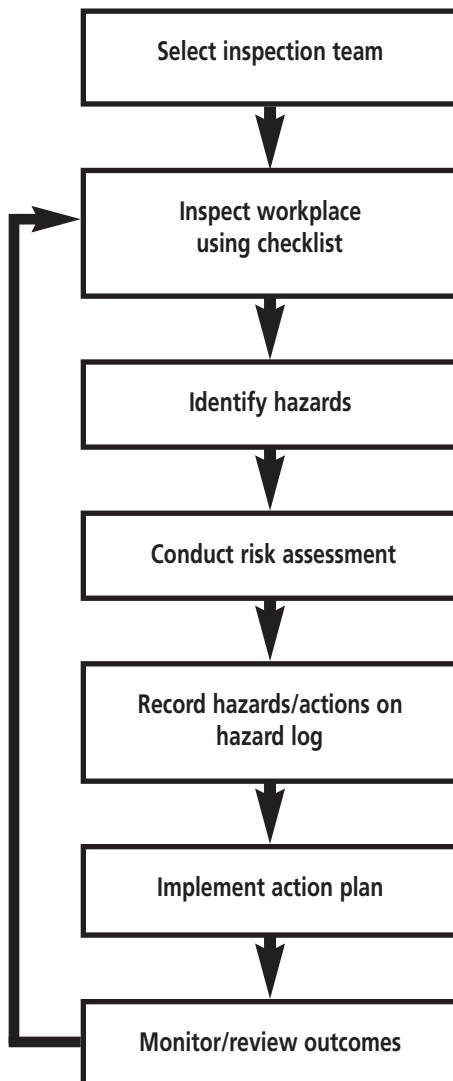 Select inspection team
Inspect workplace
using checklist
Identify hazards
Conduct risk assessment
Record hazards/actions on
hazard log
Implement action plan
Monitor/review outcomes